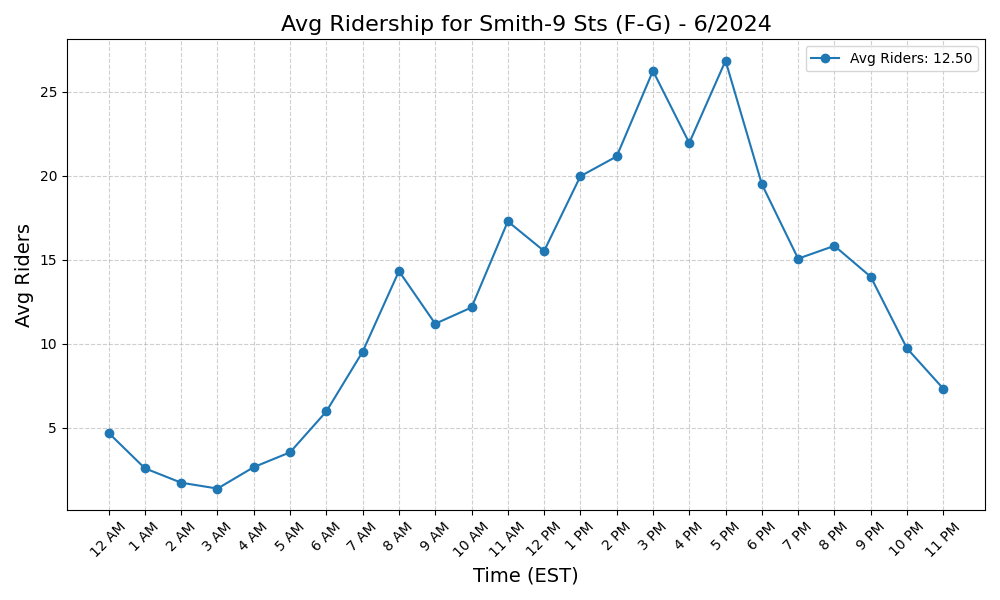 Avg Ridership for Smith-9 Sts (F-G) - 6/2024
Avg Riders: 12.50
Avg Riders
25
20
15
10
5
12 AM
1 AM
2 AM
3 AM
4 AM
5 AM
6 AM
7 AM
8 AM
9 AM
10 AM
11 AM
12 PM
1 PM
2 PM
3 PM
4 PM
5 PM
6 PM
7 PM
8 PM
9 PM
10 PM
11 PM
Time (EST)